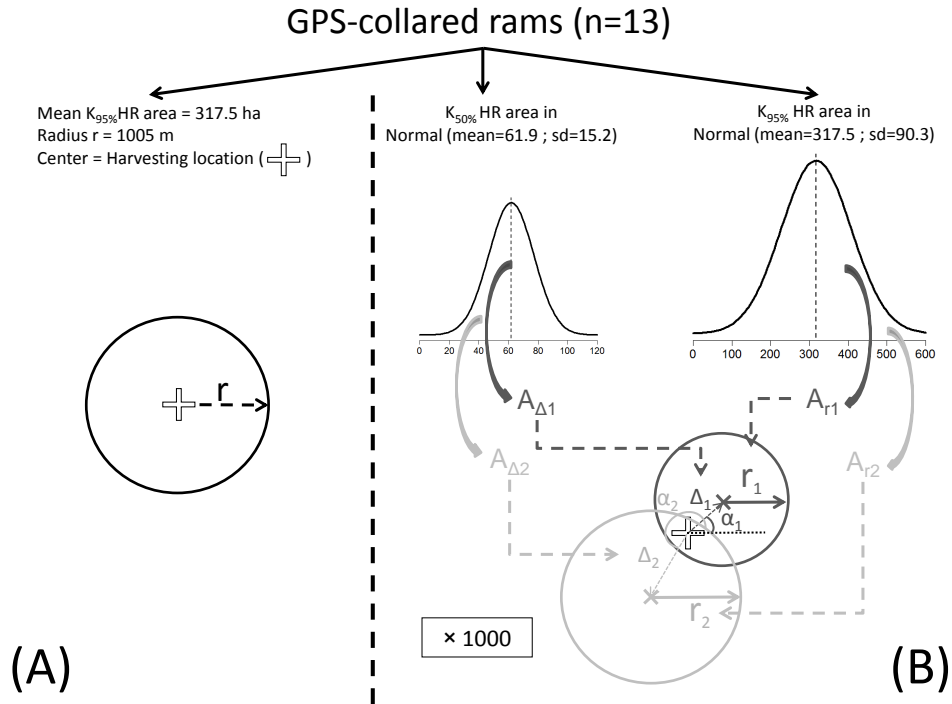 GPS-collared rams (n=13)
Mean K95%HR area = 317.5 ha
Radius r = 1005 m
Center = Harvesting location ( )
r
(A)
K50% HR area in
Normal (mean=61.9 ; sd=15.2)
K95% HR area in
Normal (mean=317.5 ; sd=90.3)
0 20 40 60 80 100 120
0 100 200 300 400 500 600
AΔ1
Ar1
AΔ2
Ar2
r1
α2
Δ1
α1
Δ2
r2
× 1000
(B)